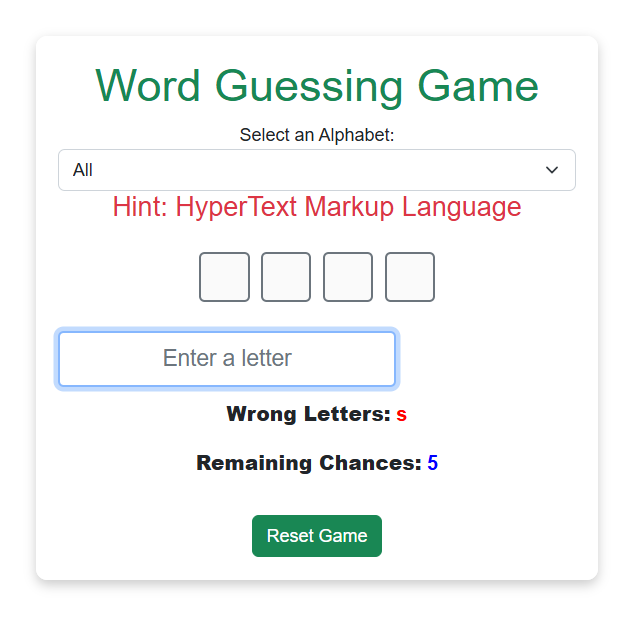 Word Guessing Game
Select an Alphabet:
All
Hint: HyperText Markup Language
Enter a letter
Wrong Letters: s
Remaining Chances: 5
Reset Game